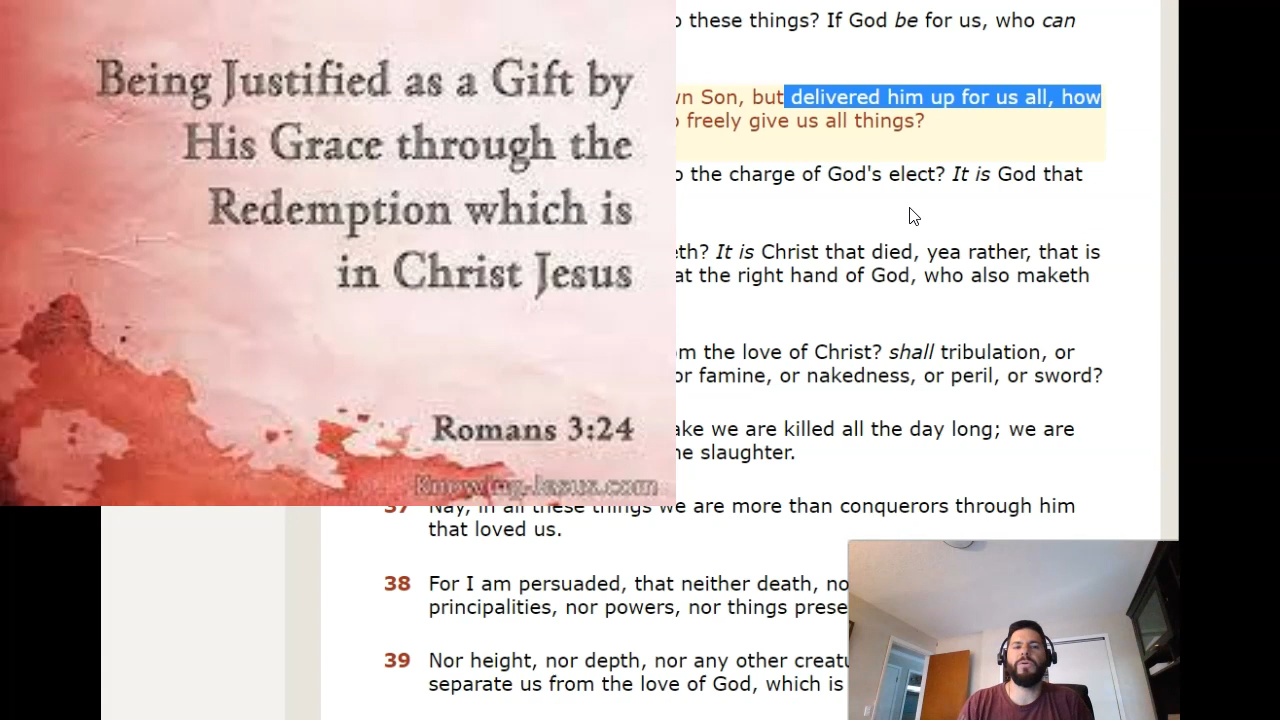 Being Justified as a Gift by
His Grace through the
Redemption which is
in Christ Jesus
Romans 3:24
Knowing-Jesus.com
these things? If God be for us, who can
wn Son, but delivered him up for us all, how
freely give us all things?
the charge of God's elect? It is God that
eth? It is Christ that died, yea rather, that is
at the right hand of God, who also maketh
om the love of Christ? shall tribulation, or
or famine, or nakedness, or peril, or sword?
ake we are killed all the day long; we are
he slaughter.
37 Nay, in all these things we are more than conquerors through him
that loved us.
38 For I am persuaded, that neither death, no
principalities, nor powers, nor things prese
39 Nor height, nor depth, nor any other creatu
separate us from the love of God, which is